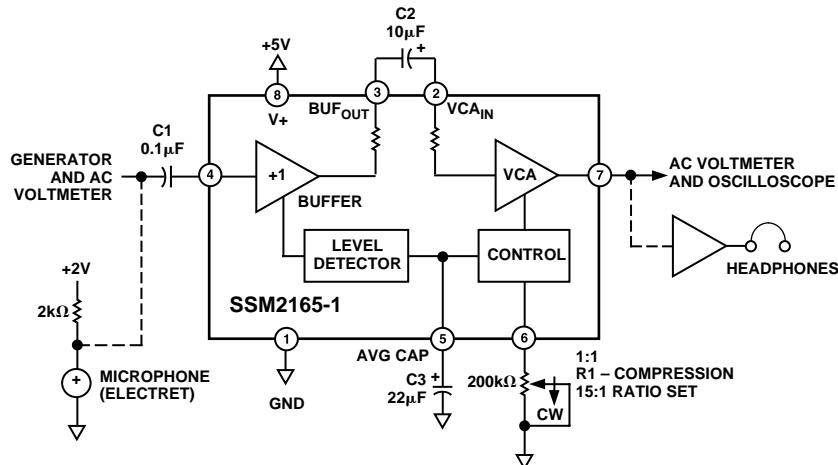 C2
10µF
+
+5V
8
V+
3
BUFOUT
2
VCAIN
C1
0.1µF
GENERATOR
AND AC
VOLTMETER
4
+1
BUFFER
VCA
7
AC VOLTMETER
AND OSCILLOSCOPE
LEVEL
DETECTOR
CONTROL
HEADPHONES
+2V
2kΩ
SSM2165-1
1
5
6
AVG CAP
GND
+
MICROPHONE
(ELECTRET)
C3
22µF
+
200kΩ
CW
1:1
R1 – COMPRESSION
15:1 RATIO SET